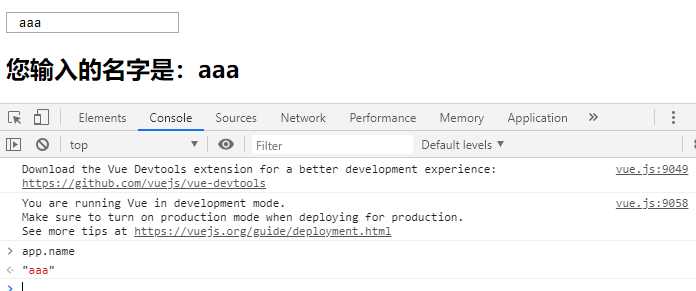 aaa
您输入的名字是：aaa
Elements Console Sources Network Performance Memory Application »
top ▼ Filter Default levels ▼
Download the Vue Devtools extension for a better development experience: vue.js:9049
https://github.com/vuejs/vue-devtools
You are running Vue in development mode. vue.js:9058
Make sure to turn on production mode when deploying for production.
See more tips at https://vuejs.org/guide/deployment.html
> app.name
< "aaa"
>